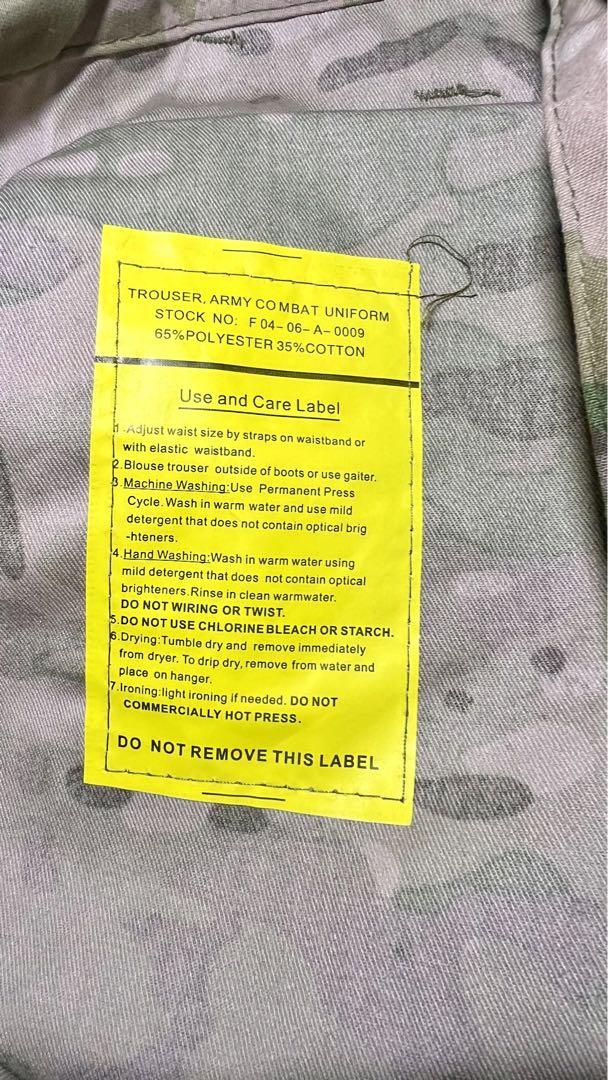 TROUSER, ARMY COMBAT UNIFORM
STOCK NO: F04-06-A-0009
65%POLYESTER 35%COTTON
Use and Care Label
1.Adjust waist size by straps on waistband or
with elastic waistband.
2.Blouse trouser outside of boots or use gaiter.
3.Machine Washing:Use Permanent Press
Cycle.Wash in warm water and use mild
detergent that does not contain optical brig
-hteners.
4.Hand Washing:Wash in warm water using
mild detergent that does not contain optical
brighteners.Rinse in clean warmwater.
DO NOT WIRING OR TWIST.
5.DO NOT USE CHLORINE BLEACH OR STARCH.
6.Drying:Tumble dry and remove immediately
from dryer. To drip dry, remove from water and
place on hanger.
7.Ironing:light ironing if needed. DO NOT
COMMERCIALLY HOT PRESS.
DO NOT REMOVE THIS LABEL